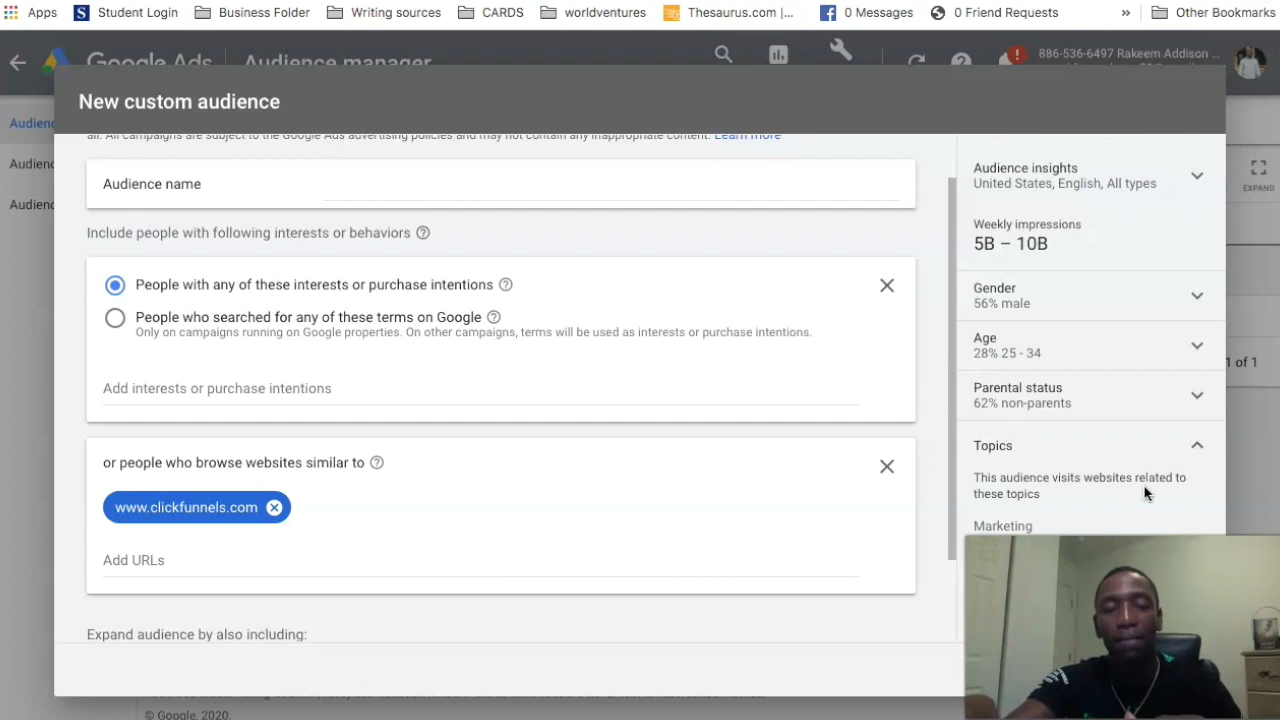 Apps Student Login Business Folder Writing sources CARDS worldventures Thesaurus.com |... 0 Messages 0 Friend Requests » Other Bookmarks
Google Ads Audience manager 886-536-6497 Rakeem Addison ...
New custom audience
all. All campaigns are subject to the Google Ads advertising policies and may not contain any inappropriate content. Learn more
Audience name
Include people with following interests or behaviors
People with any of these interests or purchase intentions
People who searched for any of these terms on Google
Only on campaigns running on Google properties. On other campaigns, terms will be used as interests or purchase intentions.
Add interests or purchase intentions
or people who browse websites similar to
www.clickfunnels.com
Add URLs
Expand audience by also including:
Audience insights
United States, English, All types
Weekly impressions
5B – 10B
Gender
56% male
Age
28% 25 - 34
Parental status
62% non-parents
Topics
This audience visits websites related to
these topics
Marketing
Audienc
Audien
Audienc
EXPAND
1 of 1
© Google, 2020.